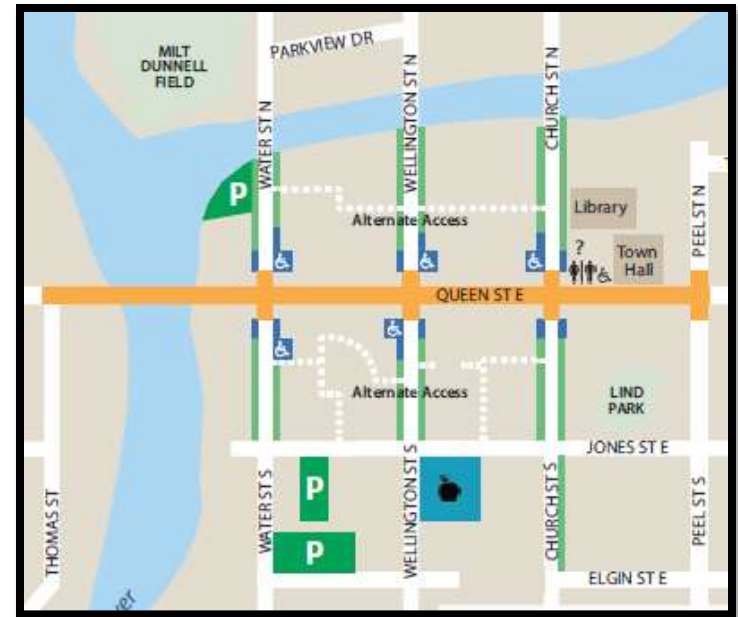 MILT
DUNNELL
FIELD
PARKVIEW DR
WATER ST N
WELLINGTON ST N
CHURCH ST N
PEEL ST N
P
Alternate Access
Library
?
Town
Hall
QUEEN ST E
Alternate Access
LIND
PARK
JONES ST E
THOMAS ST
WATER ST S
P
P
WELLINGTON ST S
CHURCH ST S
PEEL ST S
ELGIN ST E